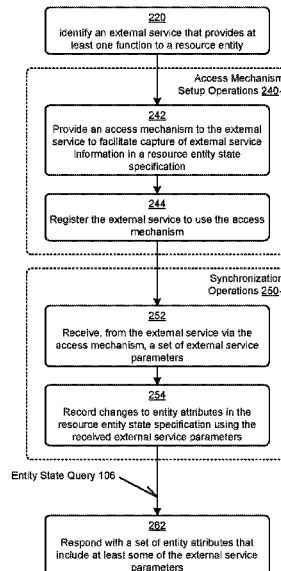 220
identify an external service that provides at
least one function to a resource entity
Access Mechanism
Setup Operations 240
242
Provide an access mechanism to the external
service to facilitate capture of external service
information in a resource entity state
specification
244
Register the external service to use the access
mechanism
Synchronization
Operations 250
252
Receive, from the external service via the
access mechanism, a set of external service
parameters
254
Record changes to entity attributes in the
resource entity state specification using the
received external service parameters
Entity State Query 106
262
Respond with a set of entity attributes that
include at least some of the external service
parameters